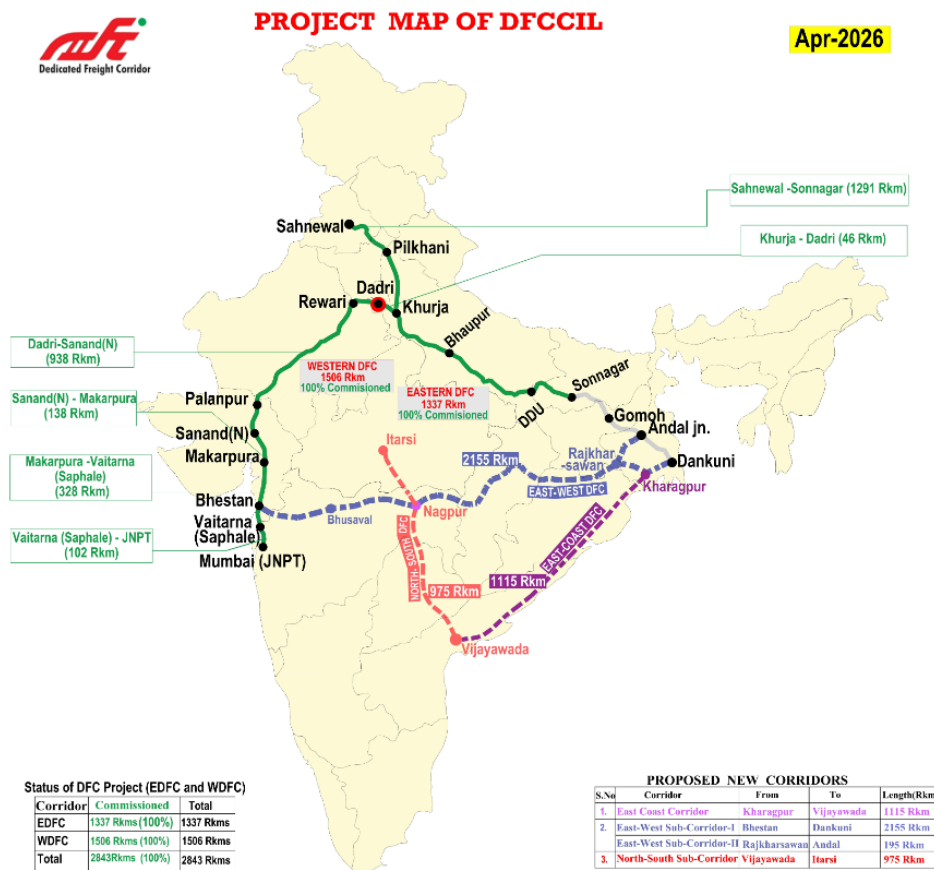 PROJECT MAP OF DFCCIL
Apr-2026
Dedicated Freight Corridor
Sahnewal -Sonnagar (1291 Rkm)
Sahnewal
Pilkhani
Khurja - Dadri (46 Rkm)
Dadri
Rewari
Khurja
Bhaupur
Dadri-Sanand(N)
(938 Rkm)
WESTERN DFC
1506 Rkm
100% Commisioned
EASTERN DFC
1337 Rkm
100% Commisioned
Sonnagar
DDU
Palanpur
Sanand(N) - Makarpura
(138 Rkm)
Gomoh
Andal jn.
Sanand(N)
Itarsi
Makarpura
2155 Rkm
Rajkhar
-sawan
Dankuni
Makarpura -Vaitarna
(Saphale)
(328 Rkm)
EAST-WEST DFC
Kharagpur
Bhestan
Bhusaval
Nagpur
Vaitarna
(Saphale)
Vaitarna (Saphale) - JNPT
(102 Rkm)
Mumbai (JNPT)
NORTH- SOUTH DFC
EAST-COAST DFC
975 Rkm
1115 Rkm
Vijayawada
Status of DFC Project (EDFC and WDFC)
Corridor Commissioned Total
EDFC 1337 Rkms (100%) 1337 Rkms
WDFC 1506 Rkms (100%) 1506 Rkms
Total 2843Rkms (100%) 2843 Rkms
PROPOSED NEW CORRIDORS
S.No Corridor From To Length(Rkm
1. East Coast Corridor Kharagpur Vijayawada 1115 Rkm
2. East-West Sub-Corridor-I Bhestan Dankuni 2155 Rkm
East-West Sub-Corridor-II Rajkharsawan Andal 195 Rkm
3. North-South Sub-Corridor Vijayawada Itarsi 975 Rkm